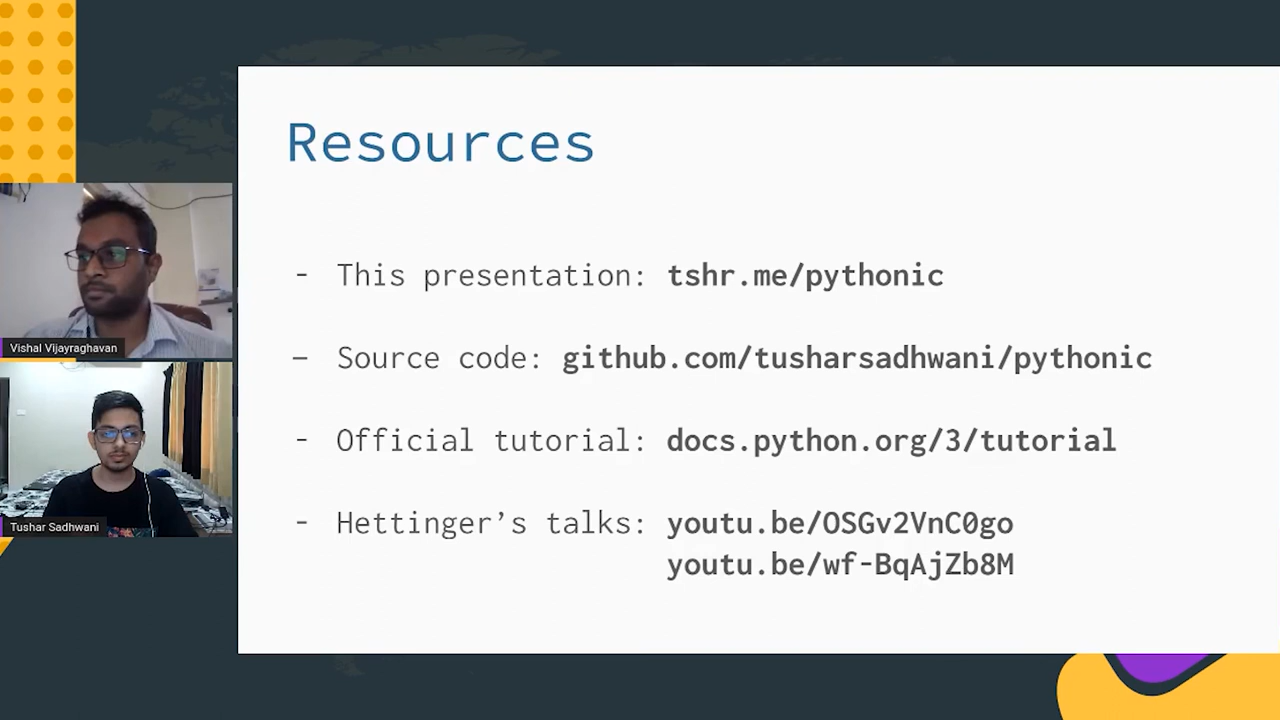 Resources
- This presentation: tshr.me/pythonic
- Source code: github.com/tusharsadhwani/pythonic
- Official tutorial: docs.python.org/3/tutorial
- Hettinger’s talks: youtu.be/OSGv2VnC0go
youtu.be/wf-BqAjZb8M
Vishal Vijayraghavan
Tushar Sadhwani